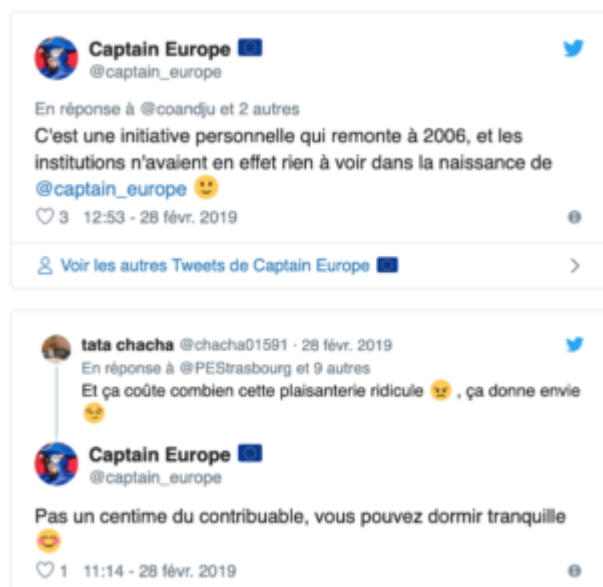 Captain Europe 🇪🇺
@captain_europe
En réponse à @coandju et 2 autres
C'est une initiative personnelle qui remonte à 2006, et les
institutions n'avaient en effet rien à voir dans la naissance de
@captain_europe 🙂
3 12:53 - 28 févr. 2019
Voir les autres Tweets de Captain Europe 🇪🇺
tata chacha @chacha01591 · 28 févr. 2019
En réponse à @PEStrasbourg et 9 autres
Et ça coûte combien cette plaisanterie ridicule 😠 , ça donne envie
😠
Captain Europe 🇪🇺
@captain_europe
Pas un centime du contribuable, vous pouvez dormir tranquille
😊
1 11:14 - 28 févr. 2019